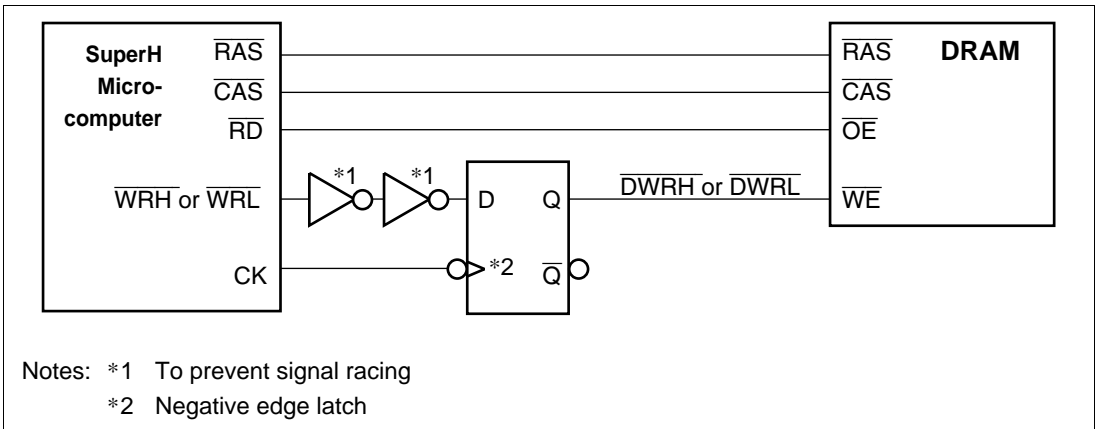 SuperH
Micro-
computer
RAS
CAS
RD
WRH or WRL
CK
*1
*1
D
Q
*2
Q
DWRH or DWRL
RAS
DRAM
CAS
OE
WE
Notes: *1 To prevent signal racing
*2 Negative edge latch